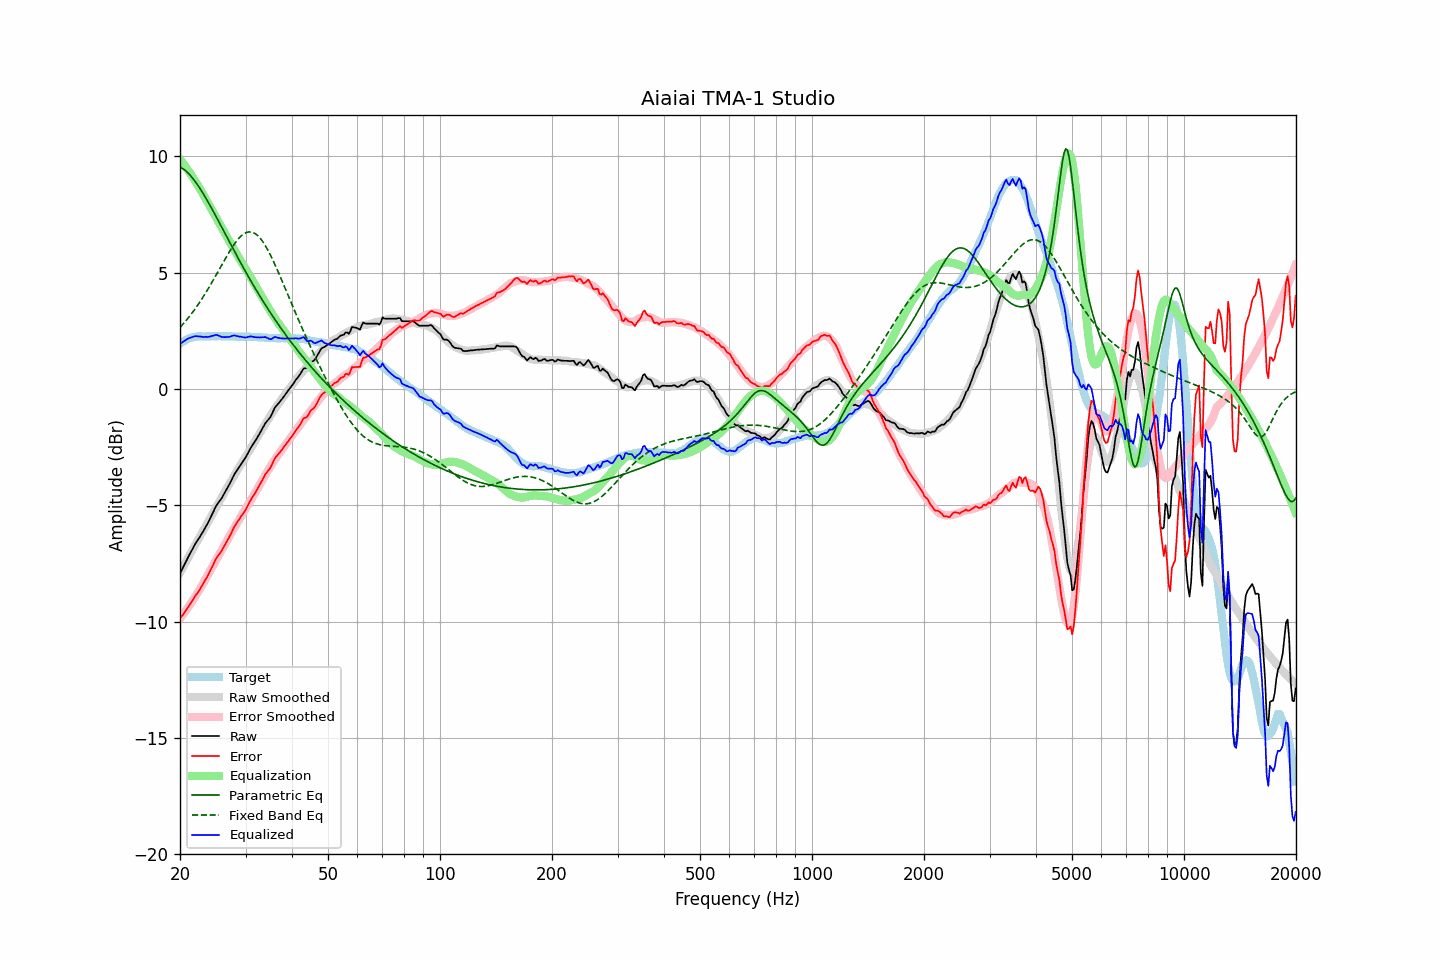 Aiaiai TMA-1 Studio
Amplitude (dBr)
10
5
0
−5
−10
−15
−20
Target
Raw Smoothed
Error Smoothed
Raw
Error
Equalization
Parametric Eq
Fixed Band Eq
Equalized
20 50 100 200 500 1000 2000 5000 10000 20000
Frequency (Hz)